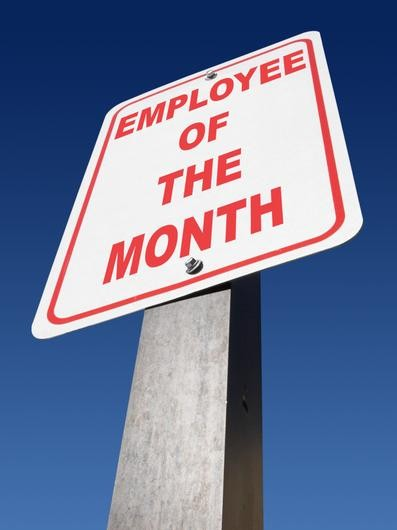 EMPLOYEE
OF
THE
MONTH